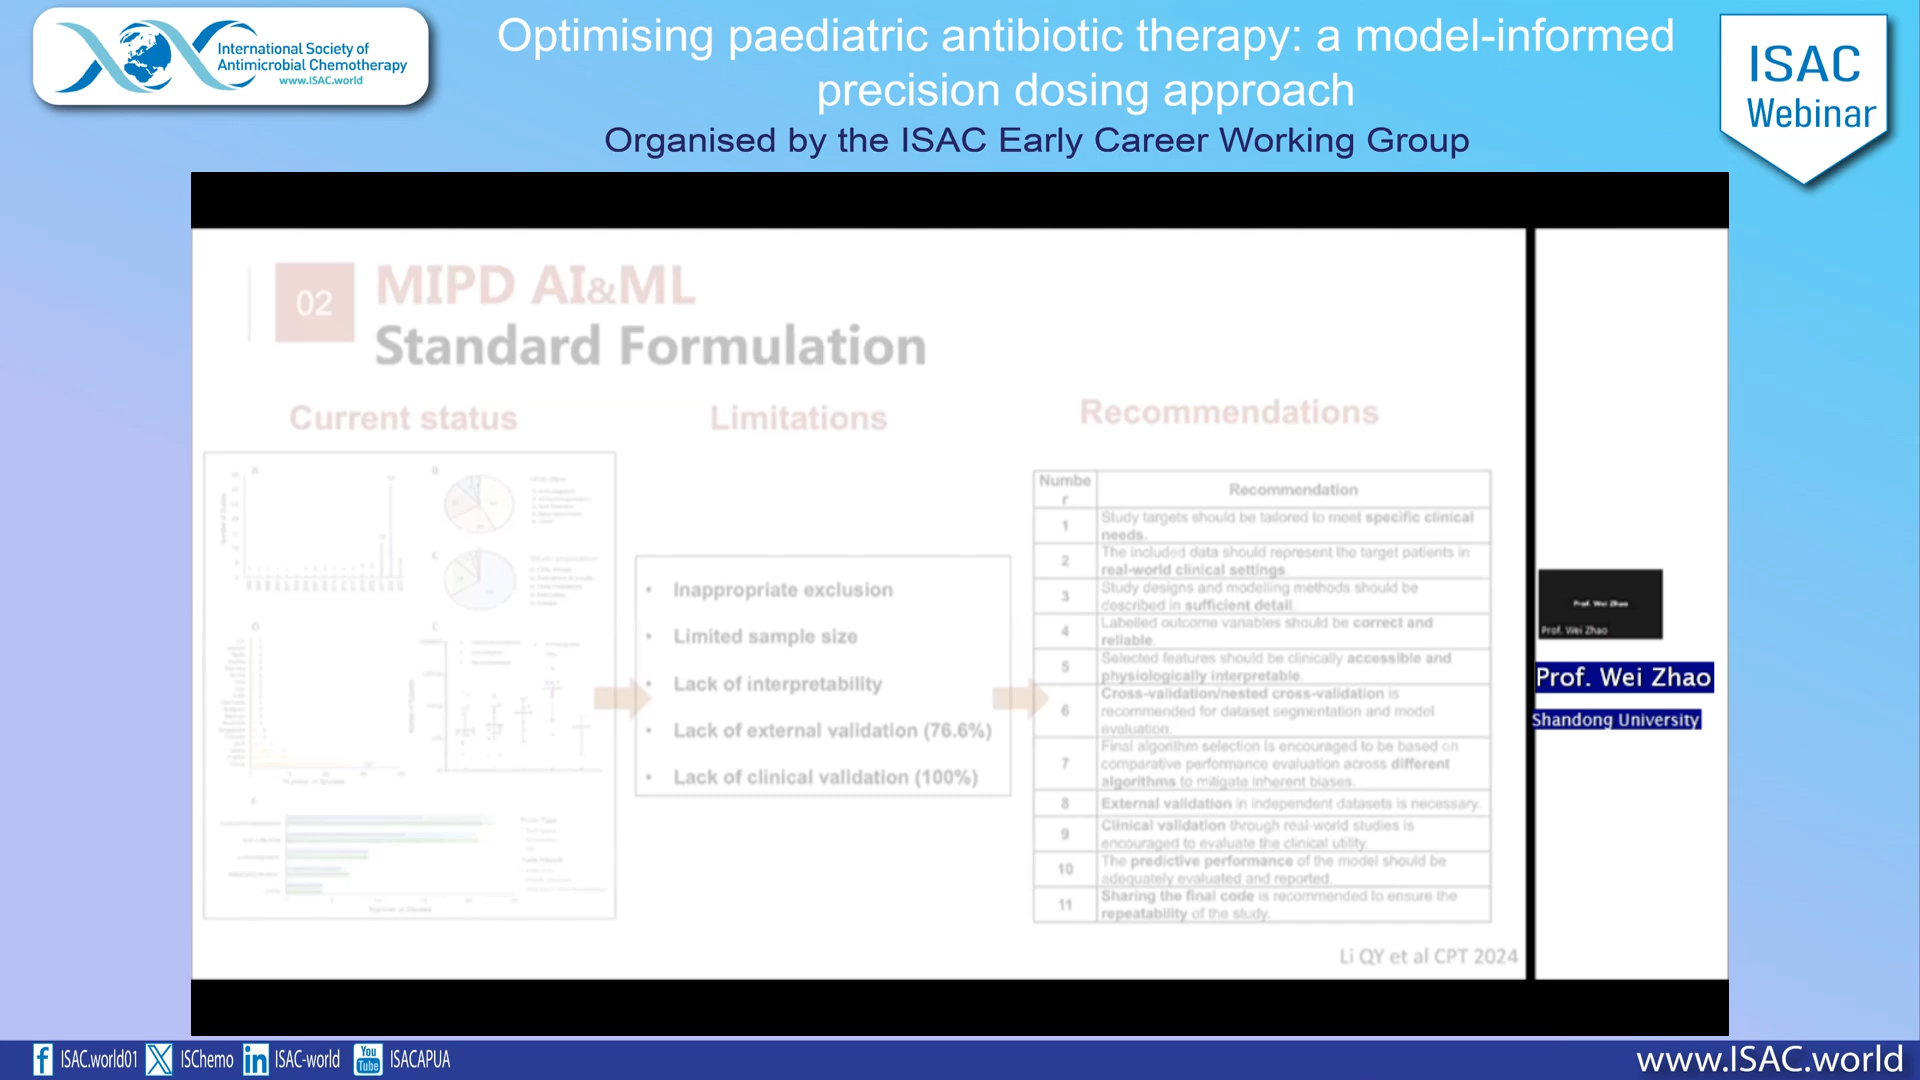 International Society of
Antimicrobial Chemotherapy
www.ISAC.world
Optimising paediatric antibiotic therapy: a model-informed
precision dosing approach
Organised by the ISAC Early Career Working Group
ISAC
Webinar
02
MIPD AI&ML
Standard Formulation
Current status
Limitations
Recommendations
A
B
C
D
E
F
• Inappropriate exclusion
• Limited sample size
• Lack of interpretability
• Lack of external validation (76.6%)
• Lack of clinical validation (100%)
Numbe
r
Recommendation
1
Study targets should be tailored to meet specific clinical
needs.
2
The included data should represent the target patients in
real-world clinical settings.
3
Study designs and modelling methods should be
described in sufficient detail.
4
Labelled outcome variables should be correct and
reliable.
5
Selected features should be clinically accessible and
physiologically interpretable.
6
Cross-validation/nested cross-validation is
recommended for dataset segmentation and model
evaluation.
7
Final algorithm selection is encouraged to be based on
comparative performance evaluation across different
algorithms to mitigate inherent biases.
8
External validation in independent datasets is necessary.
9
Clinical validation through real-world studies is
encouraged to evaluate the clinical utility.
10
The predictive performance of the model should be
adequately evaluated and reported.
11
Sharing the final code is recommended to ensure the
repeatability of the study.
Li QY et al CPT 2024
Prof. Wei Zhao
Prof. Wei Zhao
Prof. Wei Zhao
Shandong University
ISAC.world01
ISChemo
ISAC-world
You
Tube
ISACAPUA
www.ISAC.world